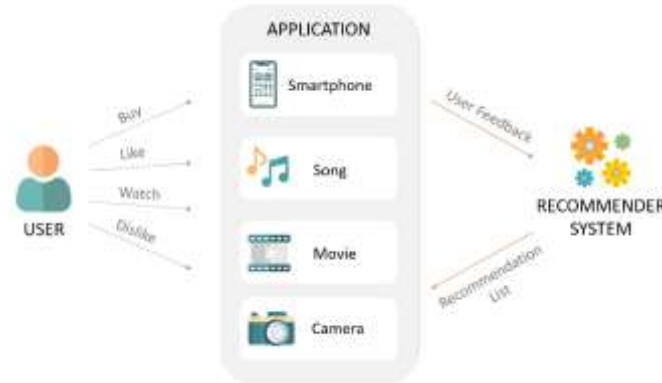 APPLICATION
Smartphone
Song
Movie
Camera
Buy
Like
Watch
Dislike
USER
User Feedback
RECOMMENDER
SYSTEM
Recommendation
List